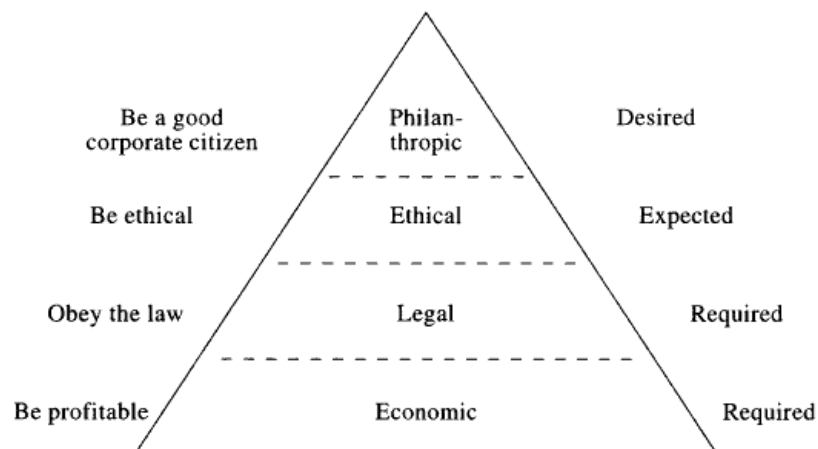 Be a good
corporate citizen
Philan-
thropic
Desired
Be ethical
Ethical
Expected
Obey the law
Legal
Required
Be profitable
Economic
Required